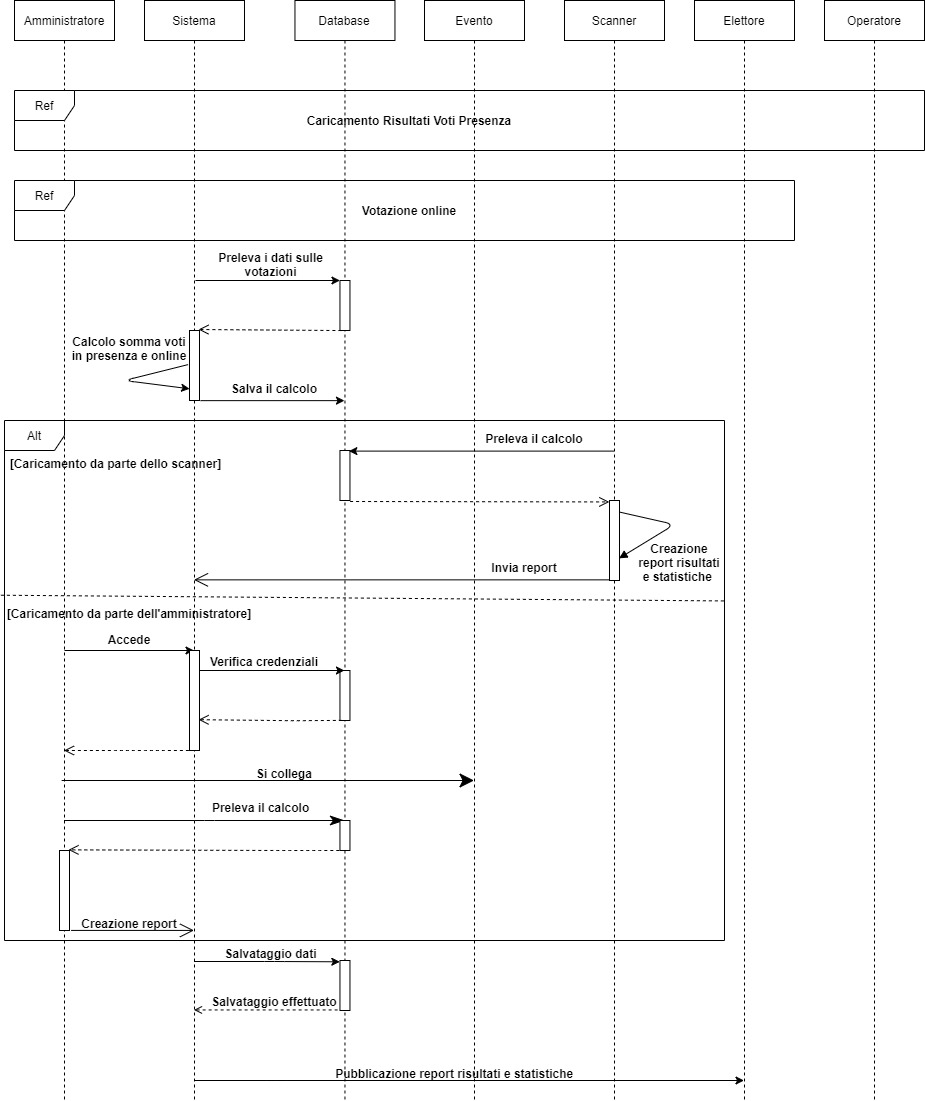 Amministratore
Sistema
Database
Evento
Scanner
Elettore
Operatore
Ref
Caricamento Risultati Voti Presenza
Ref
Votazione online
Preleva i dati sulle
votazioni
Calcolo somma voti
in presenza e online
Salva il calcolo
Alt
Preleva il calcolo
[Caricamento da parte dello scanner]
Creazione
report risultati
e statistiche
Invia report
[Caricamento da parte dell'amministratore]
Accede
Verifica credenziali
Si collega
Preleva il calcolo
Creazione report
Salvataggio dati
Salvataggio effettuato
Pubblicazione report risultati e statistiche